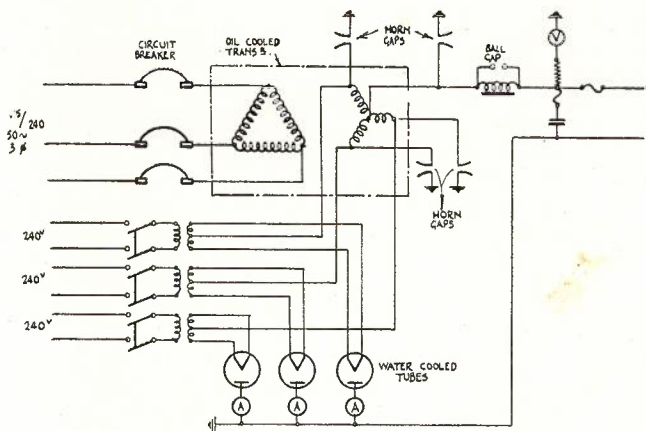 CIRCUIT
BREAKER
OIL COOLED
TRANS
HORN
GAPS
BALL
GAP
V
/240
50~
3 φ
HORN
GAPS
240V
240V
240V
WATER COOLED
TUBES
A
A
A